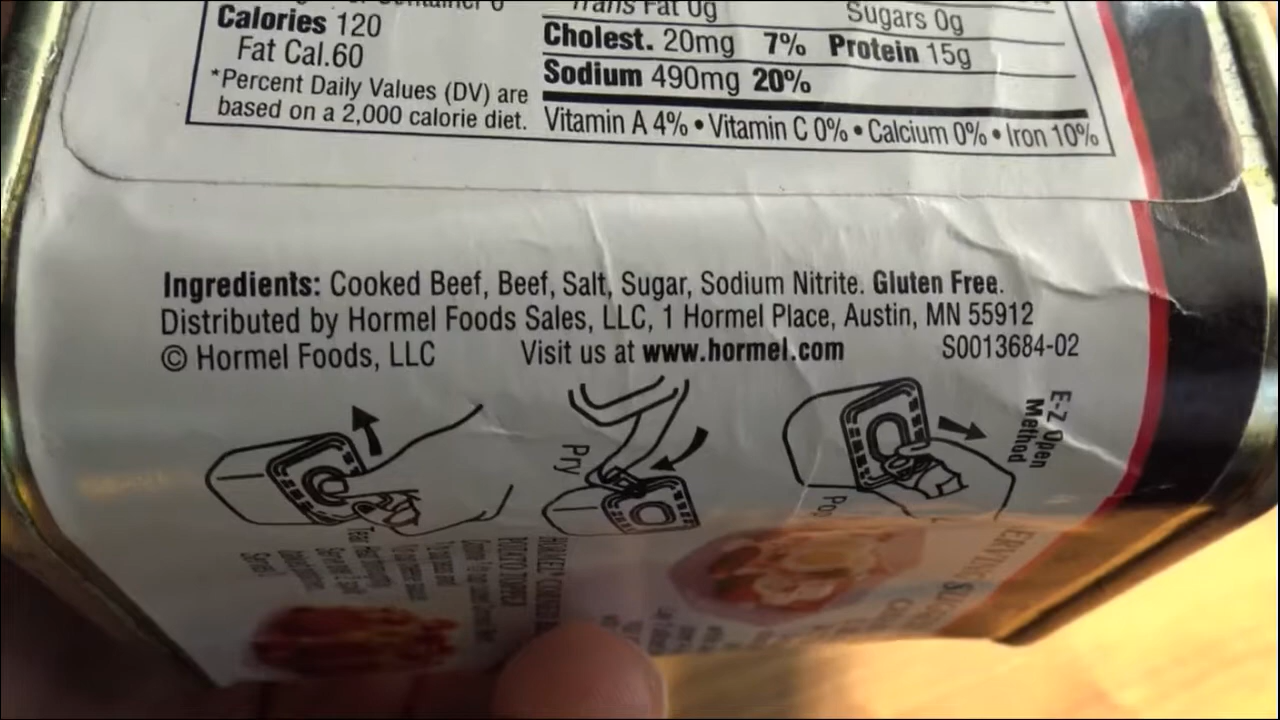 Calories 120
Fat Cal.60
*Percent Daily Values (DV) are
based on a 2,000 calorie diet.
Trans Fat 0g
Sugars 0g
Cholest. 20mg 7% Protein 15g
Sodium 490mg 20%
Vitamin A 4% • Vitamin C 0% • Calcium 0% • Iron 10%
Ingredients: Cooked Beef, Beef, Salt, Sugar, Sodium Nitrite. Gluten Free.
Distributed by Hormel Foods Sales, LLC, 1 Hormel Place, Austin, MN 55912
© Hormel Foods, LLC Visit us at www.hormel.com S0013684-02
E-Z Open
Method
Pop
Pry